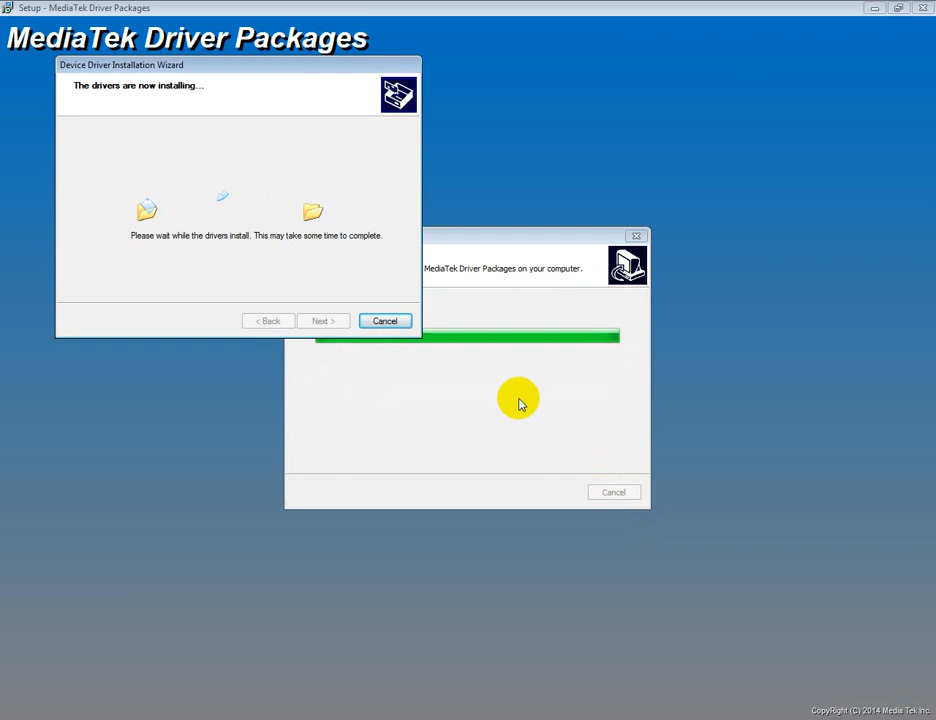 Setup - MediaTek Driver Packages
MediaTek Driver Packages
Device Driver Installation Wizard
The drivers are now installing...
Please wait while the drivers install. This may take some time to complete.
< Back
Next >
Cancel
MediaTek Driver Packages on your computer.
Cancel
CopyRight (C) 2014 Media Tek Inc.